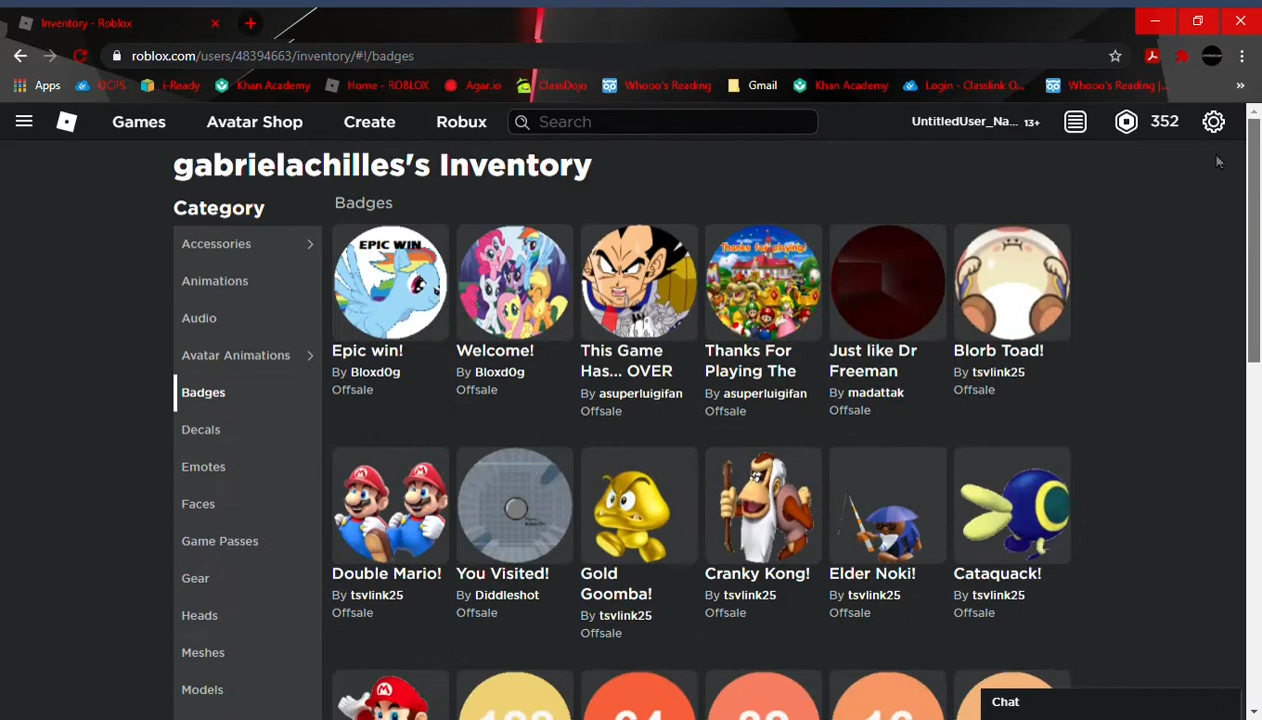 Inventory - Roblox
roblox.com/users/48394663/inventory/#!/badges
Apps OCPS i-Ready Khan Academy Home - ROBLOX Agar.io ClassDojo Whooo's Reading Gmail Khan Academy Login - Classlink O... Whooo's Reading |...
Games Avatar Shop Create Robux Search UntitledUser_Na... 13+ 352
gabrielachilles's Inventory
Category
Badges
Accessories
Animations
Audio
Avatar Animations
Badges
Decals
Emotes
Faces
Game Passes
Gear
Heads
Meshes
Models
EPIC WIN
Epic win!
By Bloxd0g
Offsale
Welcome!
By Bloxd0g
Offsale
This Game
Has... OVER
By asuperluigifan
Offsale
Thanks for playing!
Thanks For
Playing The
By asuperluigifan
Offsale
Just like Dr
Freeman
By madattak
Offsale
Blorb Toad!
By tsvlink25
Offsale
Double Mario!
By tsvlink25
Offsale
You Visited!
By Diddleshot
Offsale
Gold
Goomba!
By tsvlink25
Offsale
Cranky Kong!
By tsvlink25
Offsale
Elder Noki!
By tsvlink25
Offsale
Cataquack!
By tsvlink25
Offsale
M
Chat